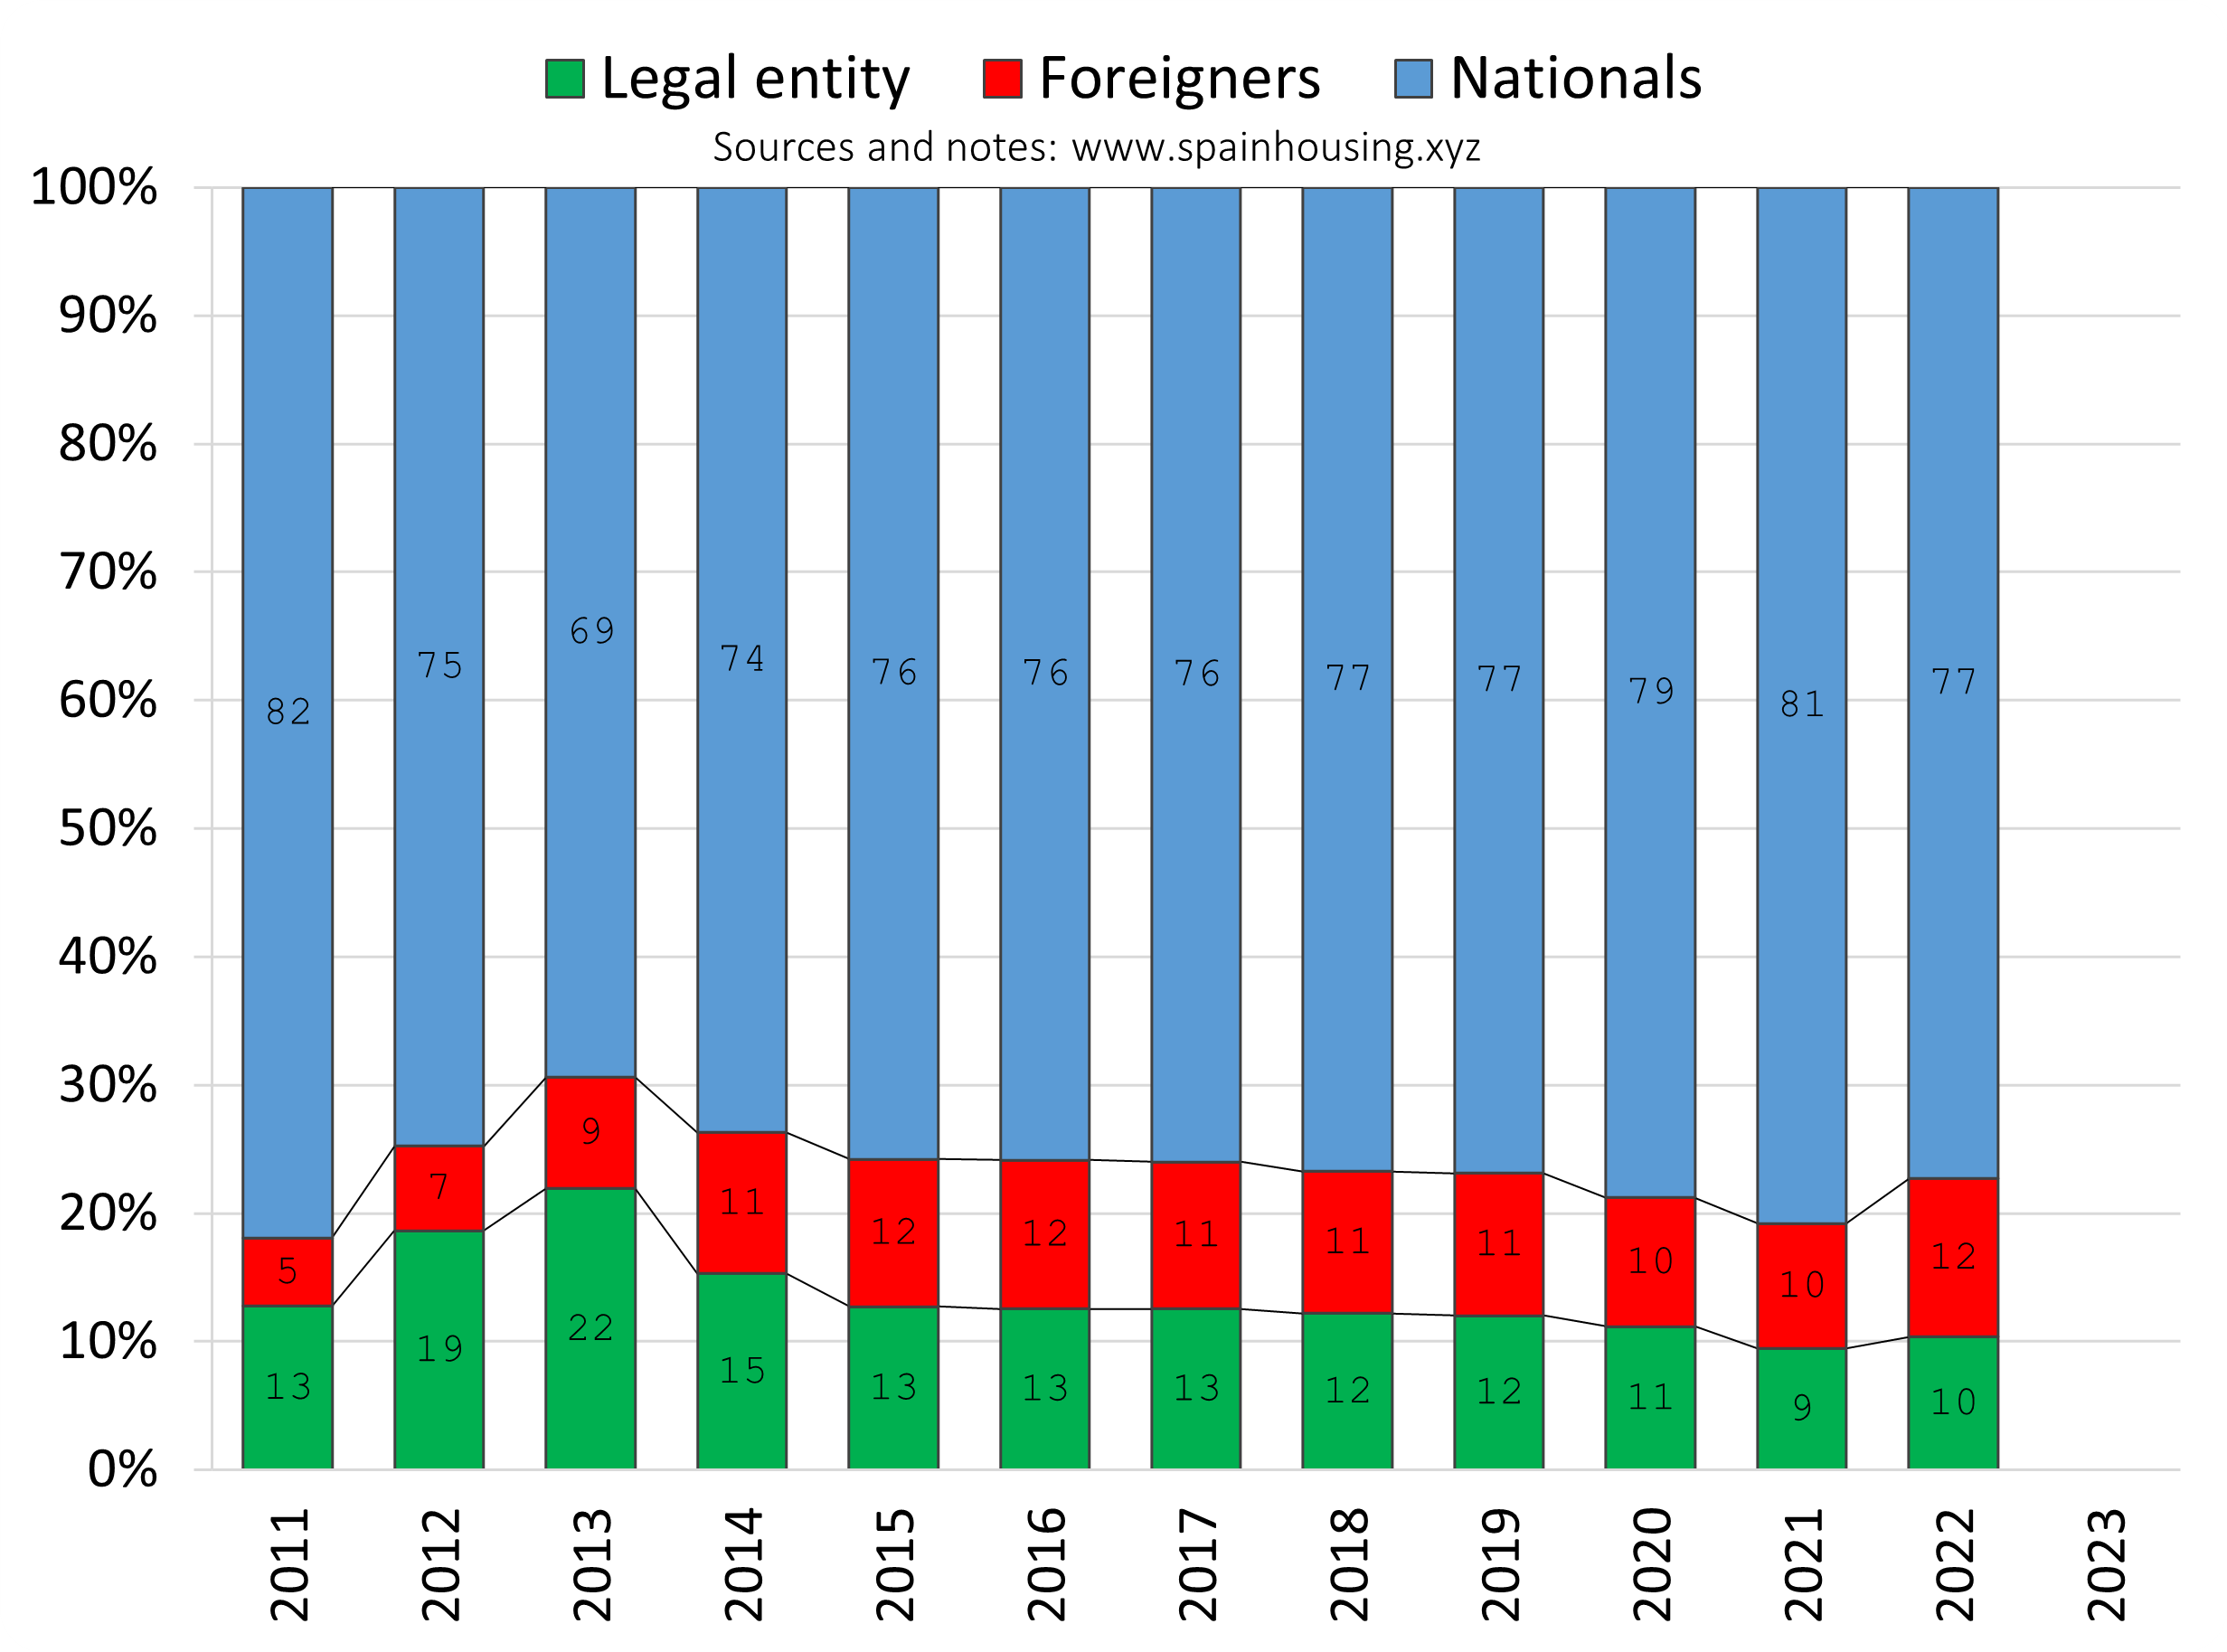 Legal entity Foreigners Nationals
Sources and notes: www.spainhousing.xyz
100%
90%
80%
70%
60%
50%
40%
30%
20%
10%
0%
82 75 69 74 76 76 76 77 77 79 81 77
5 7 9 11 12 12 11 11 11 10 10 12
13 19 22 15 13 13 13 12 12 11 9 10
2011 2012 2013 2014 2015 2016 2017 2018 2019 2020 2021 2022 2023